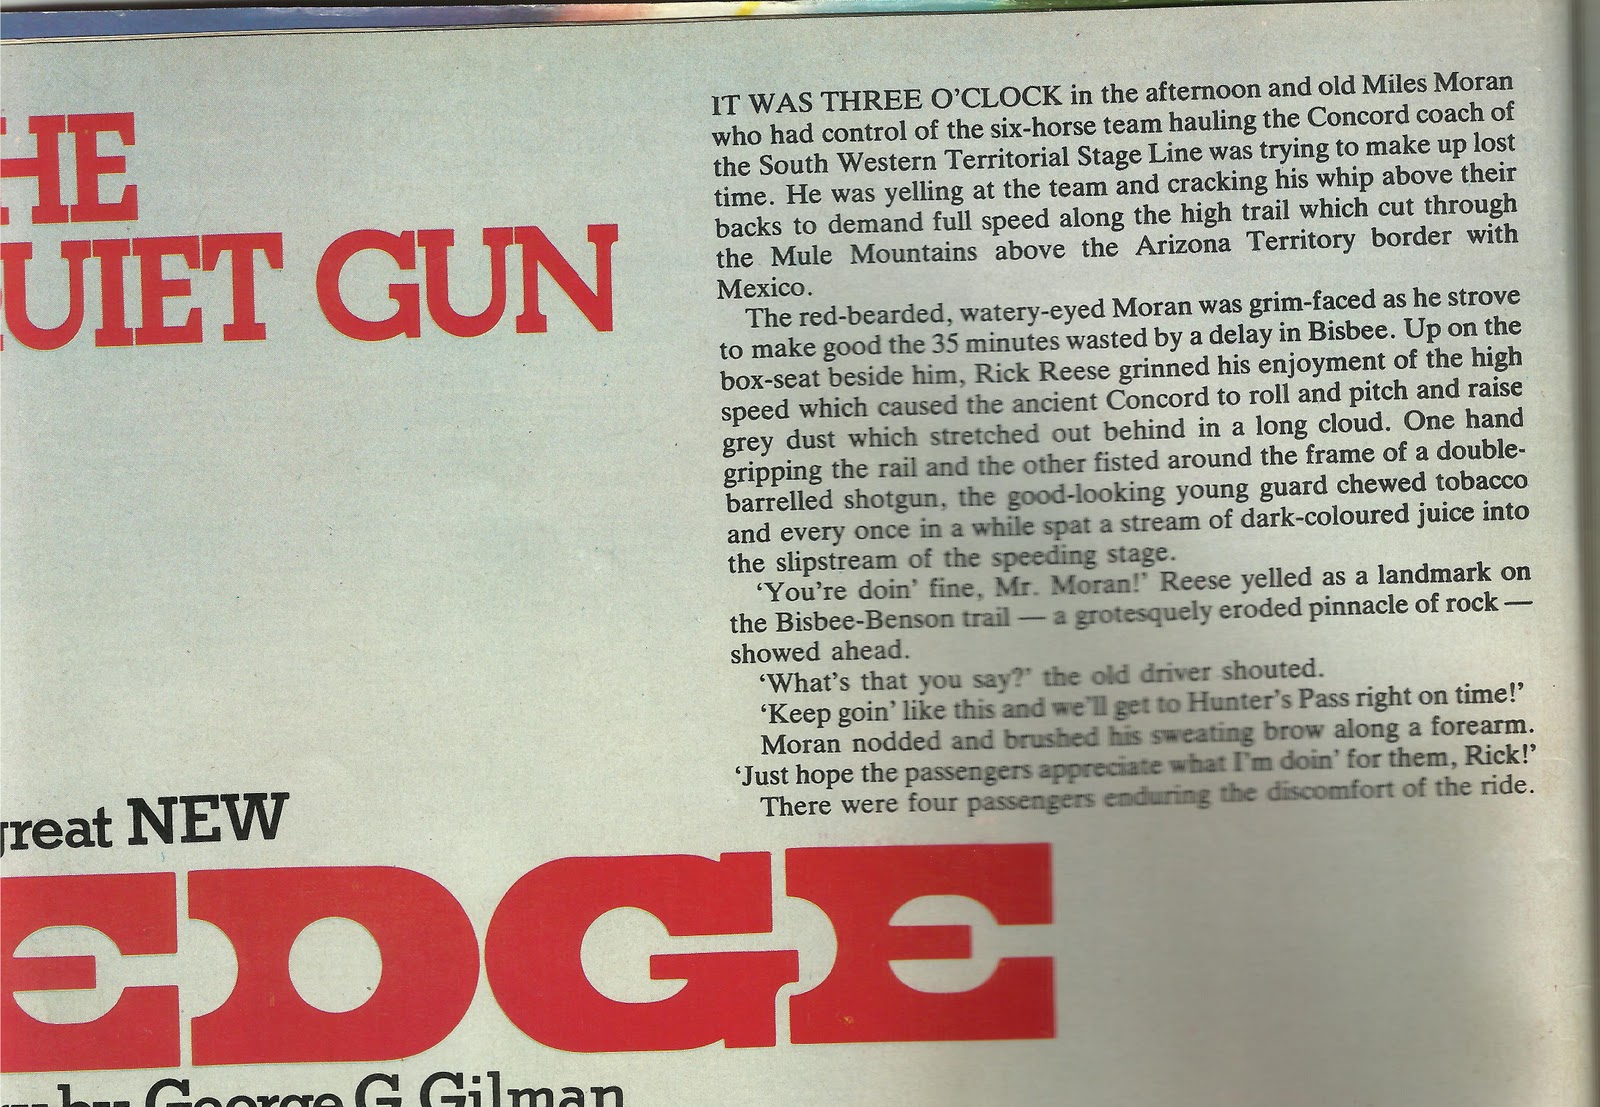 HE
UIET GUN
IT WAS THREE O'CLOCK in the afternoon and old Miles Moran
who had control of the six-horse team hauling the Concord coach of
the South Western Territorial Stage Line was trying to make up lost
time. He was yelling at the team and cracking his whip above their
backs to demand full speed along the high trail which cut through
the Mule Mountains above the Arizona Territory border with
Mexico.
The red-bearded, watery-eyed Moran was grim-faced as he strove
to make good the 35 minutes wasted by a delay in Bisbee. Up on the
box-seat beside him, Rick Reese grinned his enjoyment of the high
speed which caused the ancient Concord to roll and pitch and raise
grey dust which stretched out behind in a long cloud. One hand
gripping the rail and the other fisted around the frame of a double-
barrelled shotgun, the good-looking young guard chewed tobacco
and every once in a while spat a stream of dark-coloured juice into
the slipstream of the speeding stage.
‘You're doin’ fine, Mr. Moran!’ Reese yelled as a landmark on
the Bisbee-Benson trail — a grotesquely eroded pinnacle of rock —
showed ahead.
‘What's that you say?’ the old driver shouted.
‘Keep goin’ like this and we'll get to Hunter's Pass right on time!’
Moran nodded and brushed his sweating brow along a forearm.
‘Just hope the passengers appreciate what I'm doin’ for them, Rick!’
There were four passengers enduring the discomfort of the ride.
great NEW
EDGE
by George G Gilman